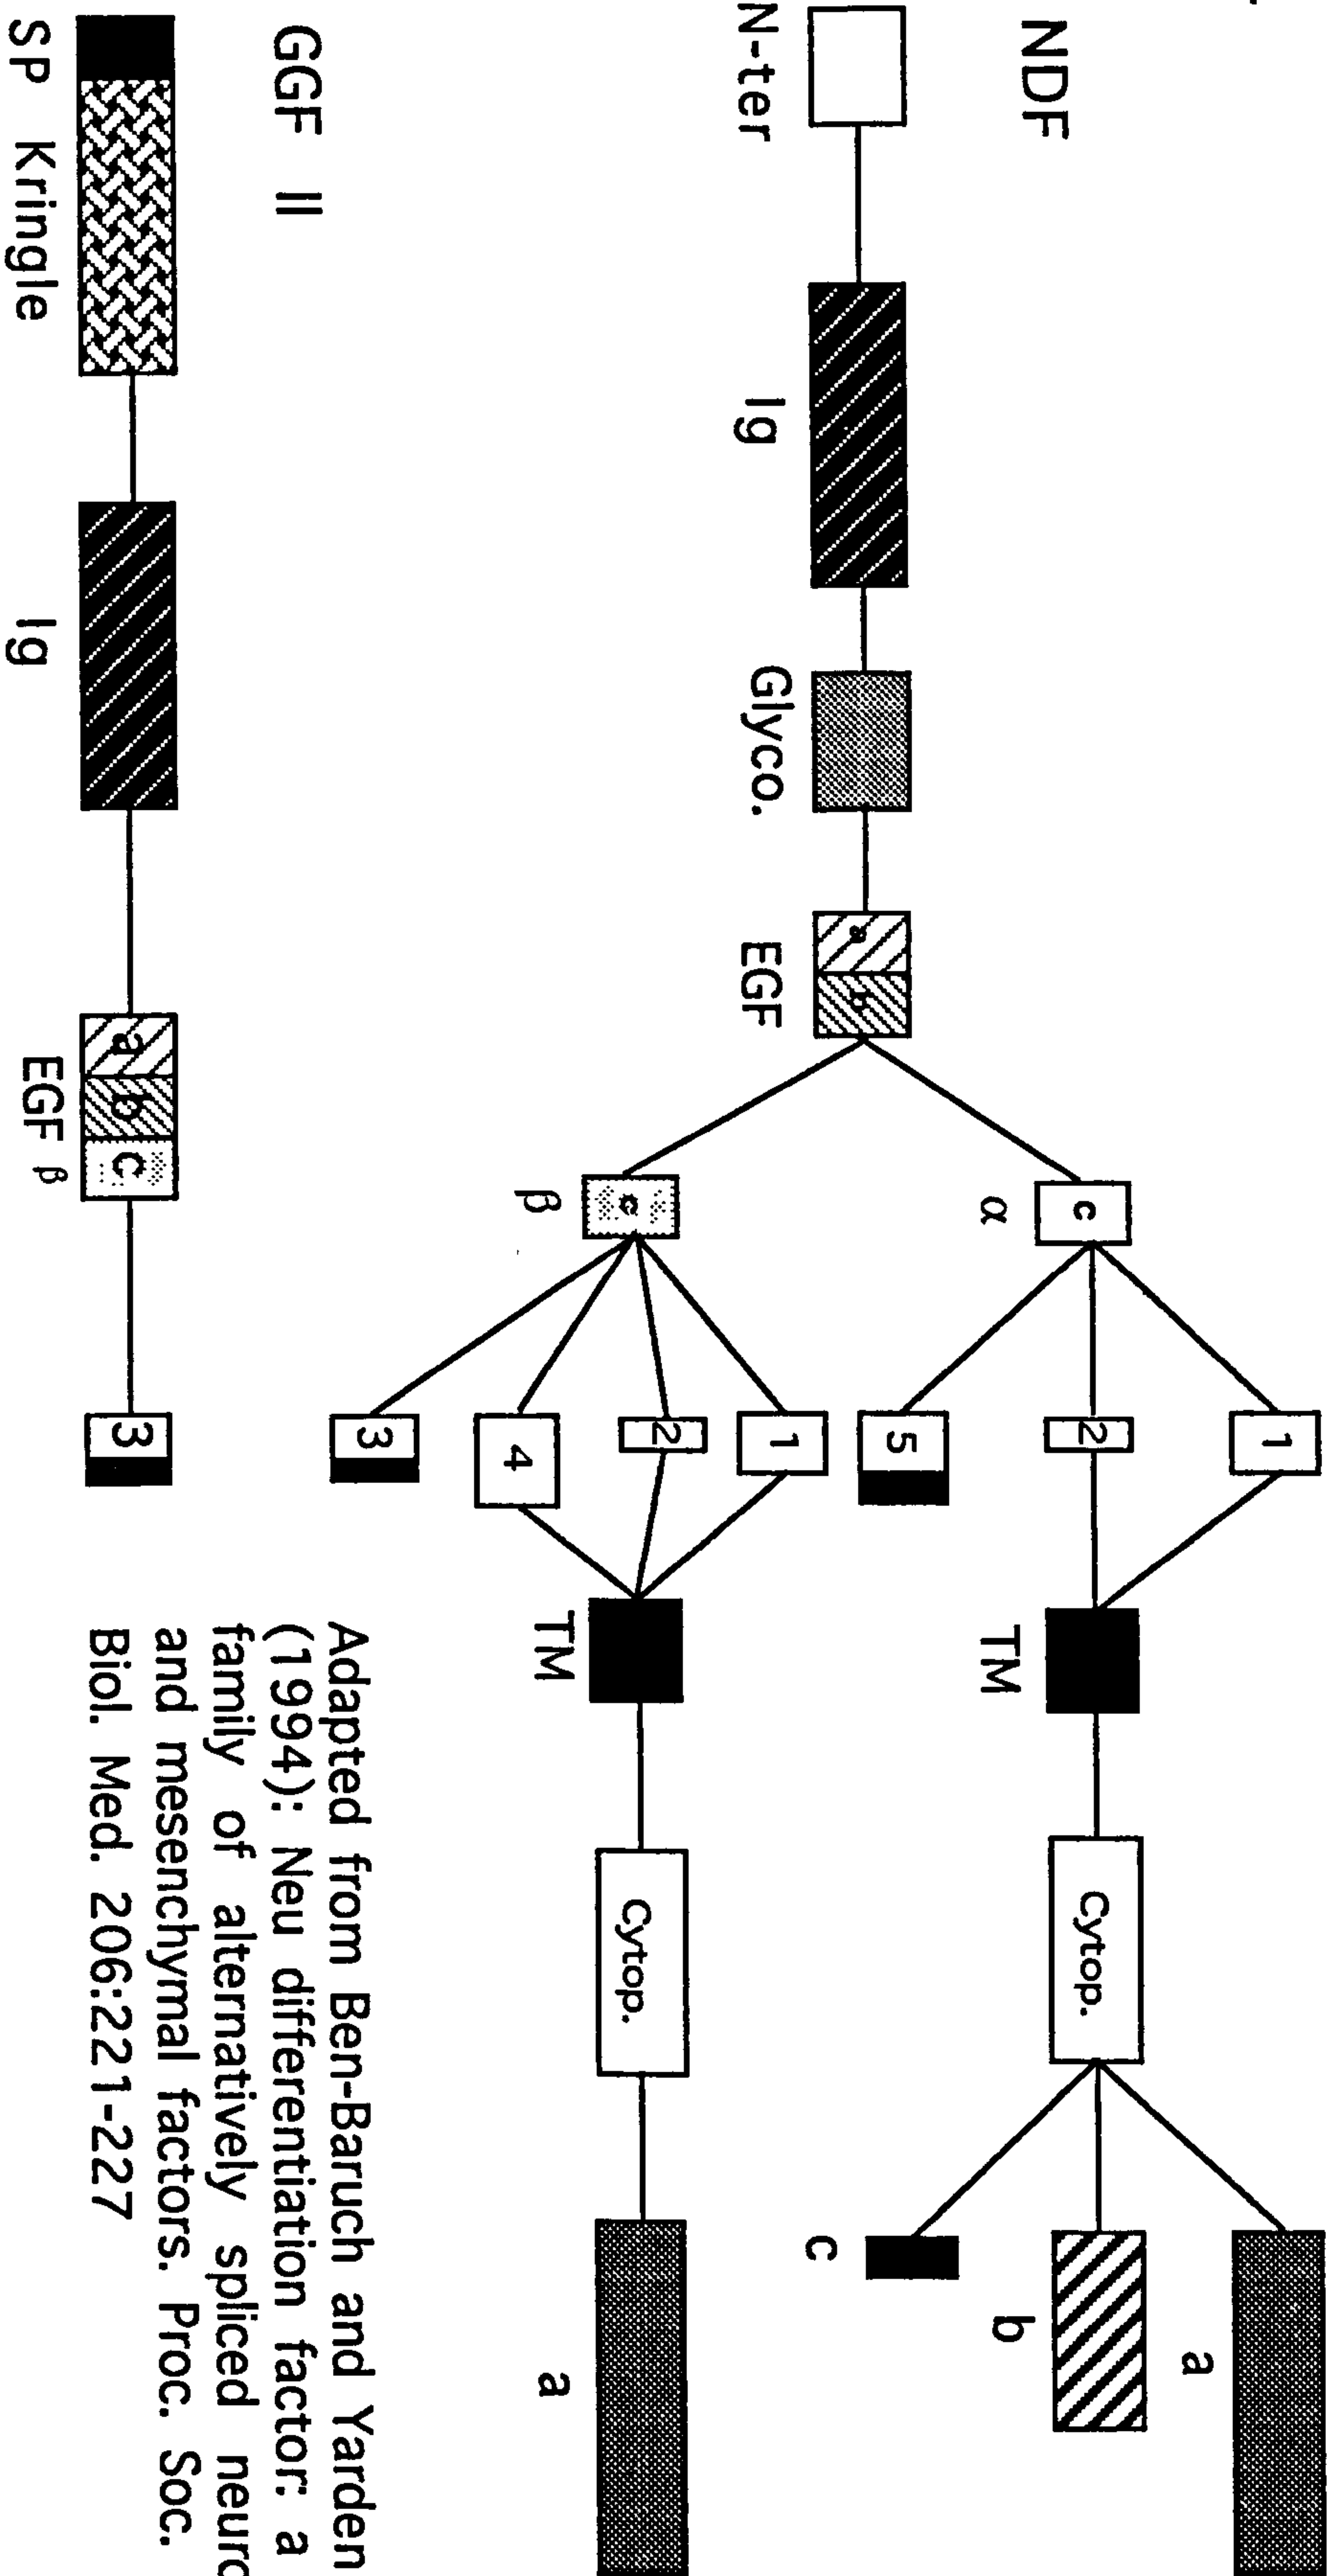 NDF
1
1
a
α
c
2
TM
Cytop.
b
5
c
N-ter
Ig
Glyco.
a
b
EGF
1
2
β
c
TM
Cytop.
a
4
3
GGF II
SP
Kringle
Ig
a
b
c
EGF β
3
Adapted from Ben-Baruch and Yarden
(1994): Neu differentiation factor: a
family of alternatively spliced
and mesenchymal factors. Proc. Soc.
Biol. Med. 206:221-227